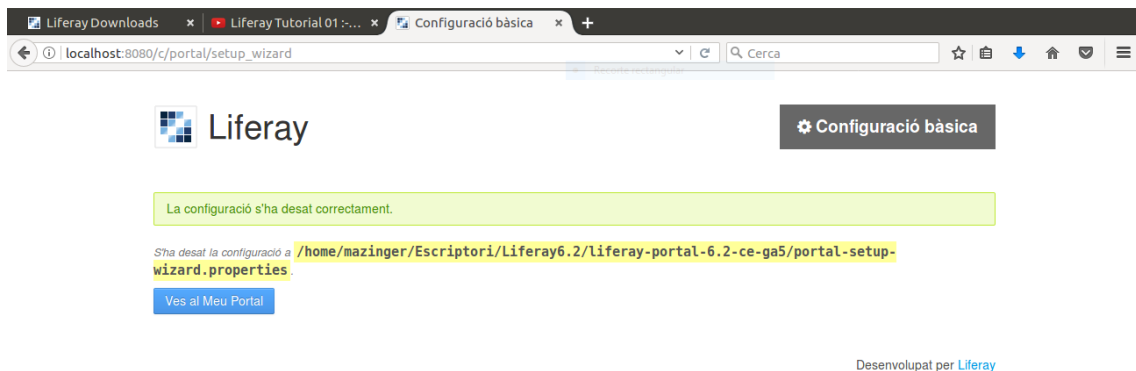 Liferay Downloads
Liferay Tutorial 01 :-...
Configuració bàsica
localhost:8080/c/portal/setup_wizard
Cerca
Recorte rectangular
Liferay
Configuració bàsica
La configuració s'ha desat correctament.
S'ha desat la configuració a /home/mazinger/Escriptori/Liferay6.2/liferay-portal-6.2-ce-ga5/portal-setup-
wizard.properties.
Ves al Meu Portal
Desenvolupat per Liferay